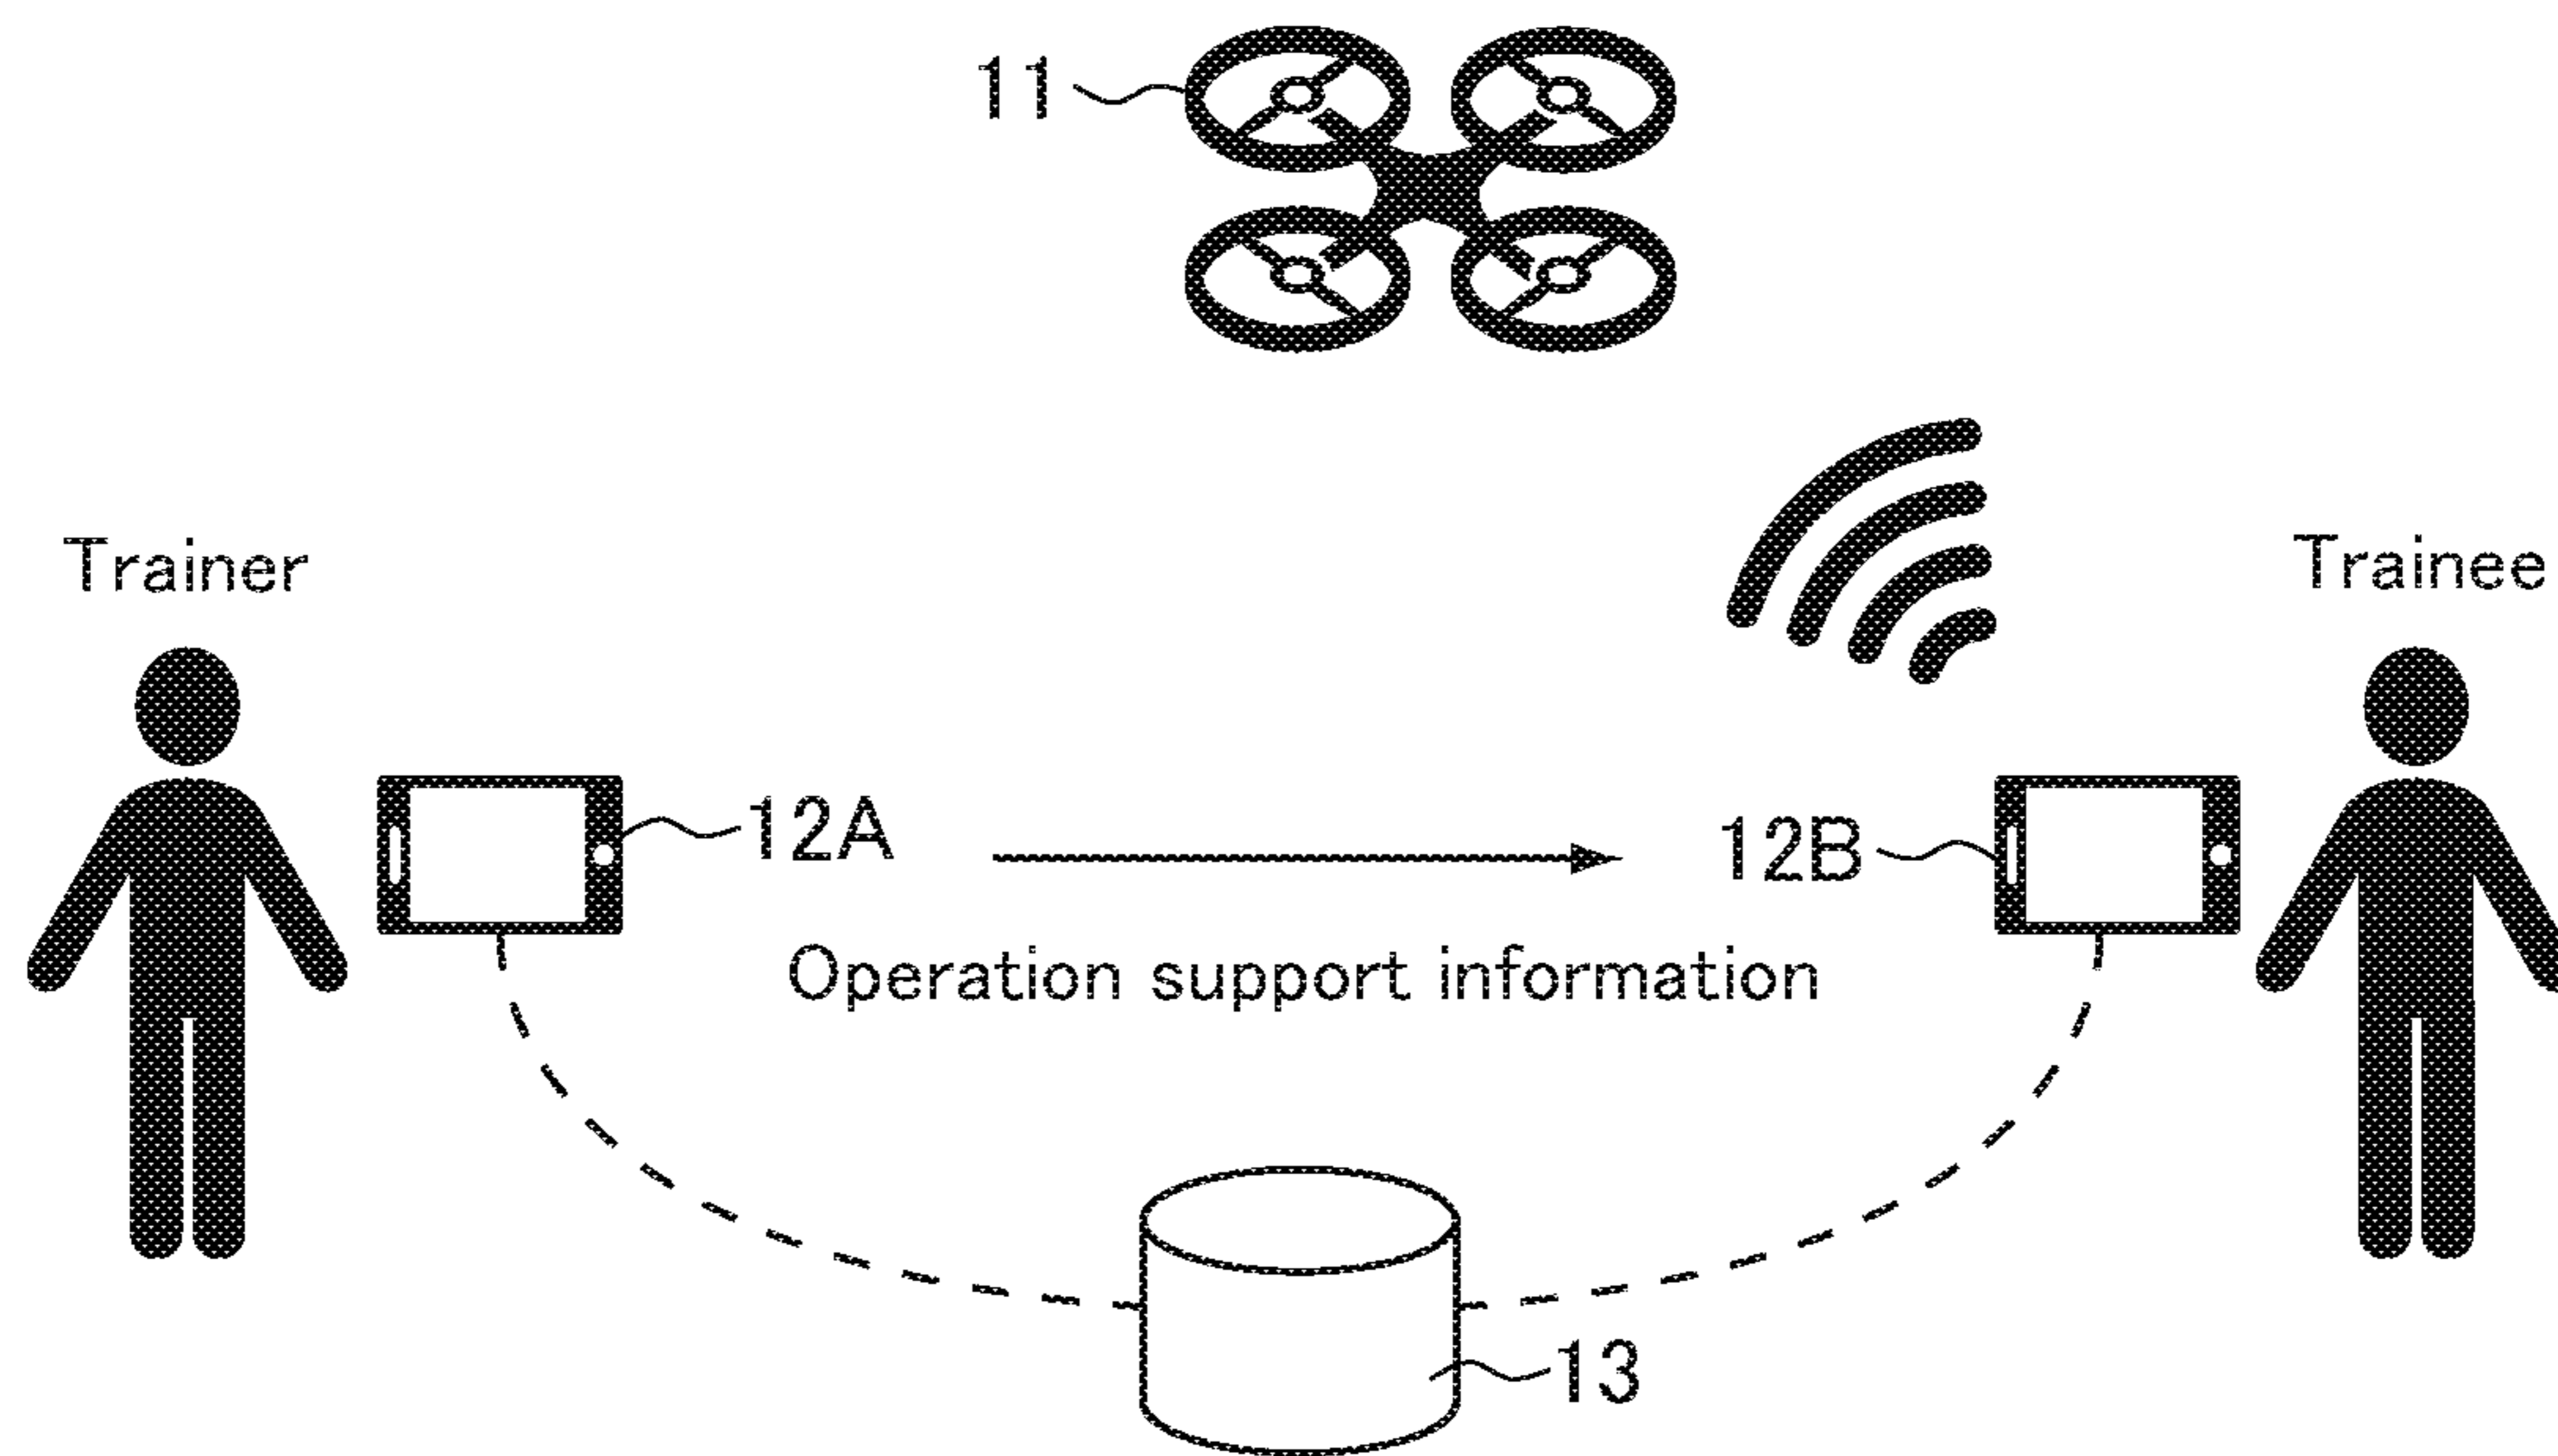 11
Trainer
Trainee
12A
12B
Operation support information
13